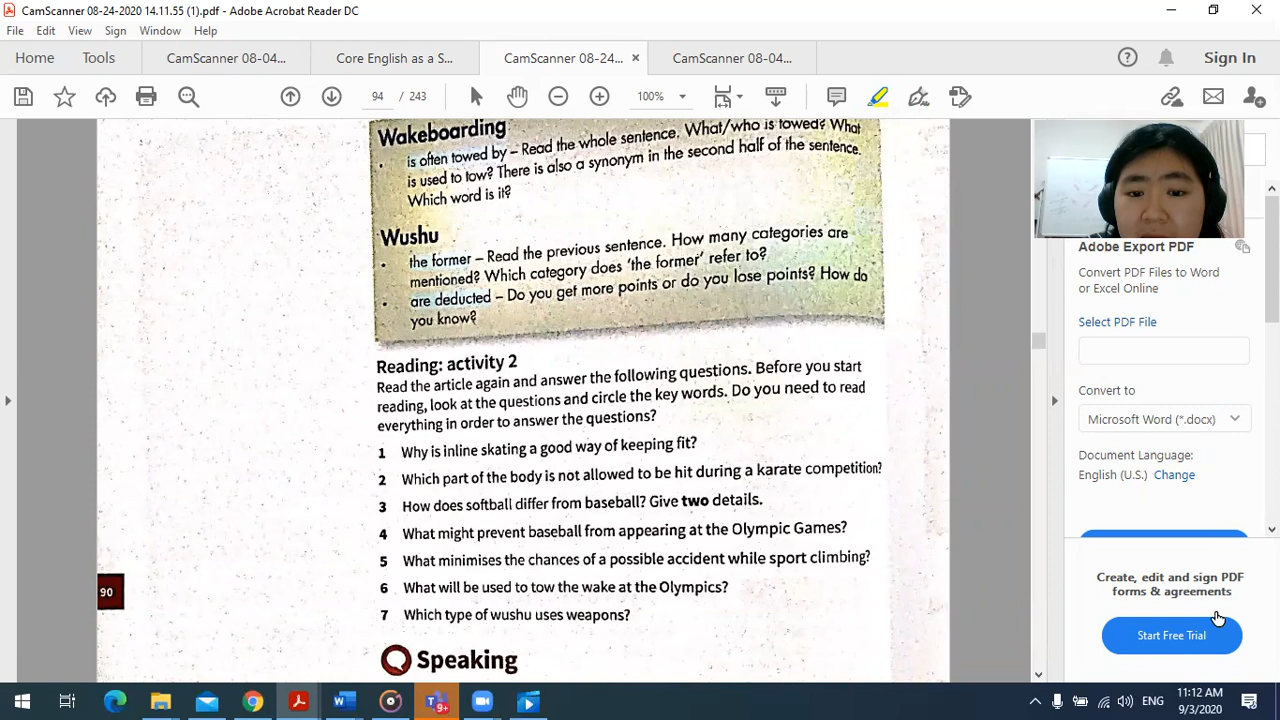 CamScanner 08-24-2020 14.11.55 (1).pdf - Adobe Acrobat Reader DC
File Edit View Sign Window Help
Home Tools CamScanner 08-04... Core English as a S... CamScanner 08-24... CamScanner 08-04... Sign In
94 / 243 100%
Wakeboarding
• is often towed by – Read the whole sentence. What/who is towed? What
is used to tow? There is also a synonym in the second half of the sentence.
Which word is it?
Wushu
• the former – Read the previous sentence. How many categories are
mentioned? Which category does 'the former' refer to?
• are deducted – Do you get more points or do you lose points? How do
you know?
Reading: activity 2
Read the article again and answer the following questions. Before you start
reading, look at the questions and circle the key words. Do you need to read
everything in order to answer the questions?
1 Why is inline skating a good way of keeping fit?
2 Which part of the body is not allowed to be hit during a karate competition?
3 How does softball differ from baseball? Give two details.
4 What might prevent baseball from appearing at the Olympic Games?
5 What minimises the chances of a possible accident while sport climbing?
6 What will be used to tow the wake at the Olympics?
7 Which type of wushu uses weapons?
90
Speaking
Adobe Export PDF
Convert PDF Files to Word
or Excel Online
Select PDF File
Convert to
Microsoft Word (*.docx)
Document Language:
English (U.S.) Change
Create, edit and sign PDF
forms & agreements
Start Free Trial
9+
ENG
11:12 AM
9/3/2020